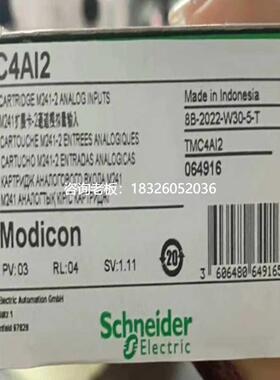 C4AI2
CARTRIDGE M241-2 ANALOG INPUTS
M241扩展卡-2通道模拟量输入
CARTOUCHE M241-2 ENTREES ANALOGIQUES
CARTUCHO M241-2 ENTRADAS ANALOGICAS
КАРТРИДЖ АНАЛОГОВОГО ВХОДА M241
Made in Indonesia
8B-2022-W30-5-T
TMC4AI2
064916
咨询老板：18326052036
Modicon
PV:03 RL:04 SV:1.11
20
3 606480 649165
Electric Automation GmbH
Schneider
Electric